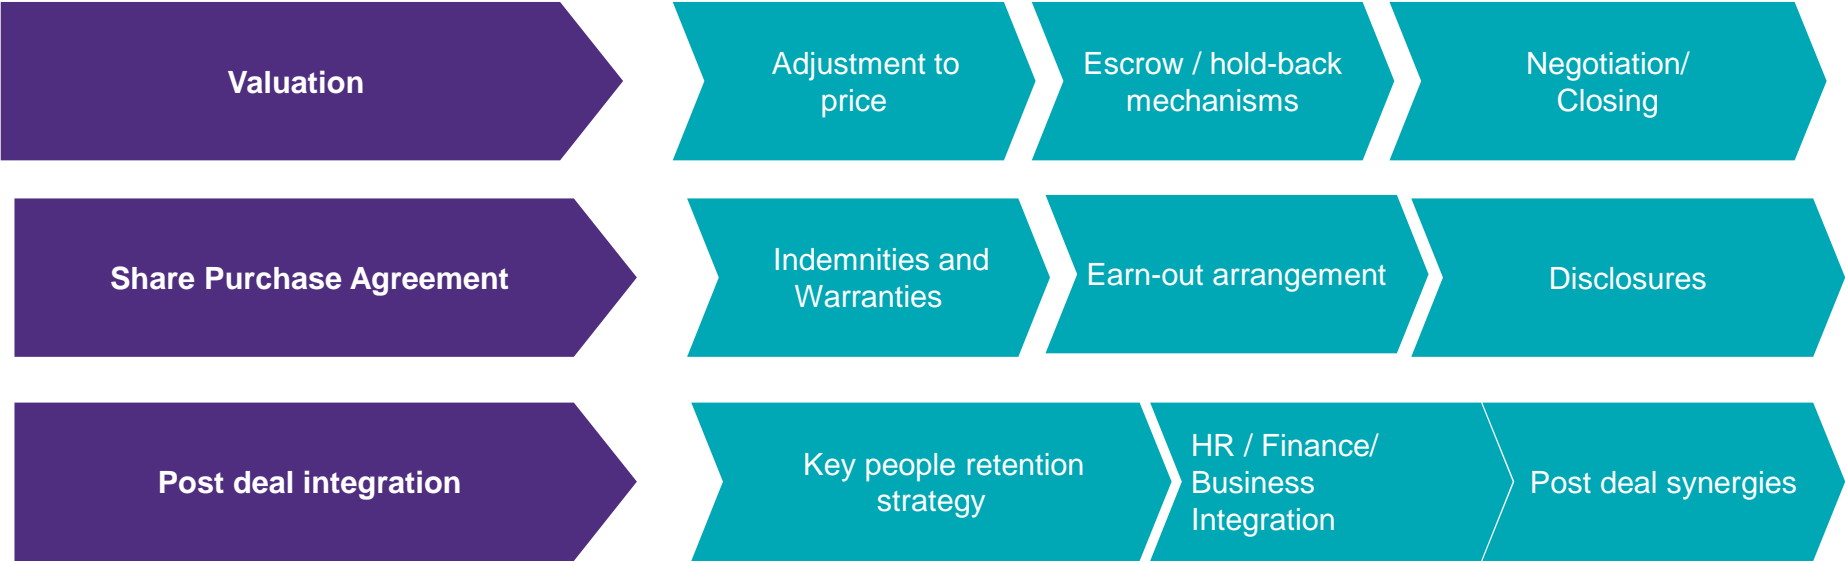 Valuation
Adjustment to
price
Escrow / hold-back
mechanisms
Negotiation/
Closing
Share Purchase Agreement
Indemnities and
Warranties
Earn-out arrangement
Disclosures
Post deal integration
Key people retention
strategy
HR / Finance/
Business
Integration
Post deal synergies